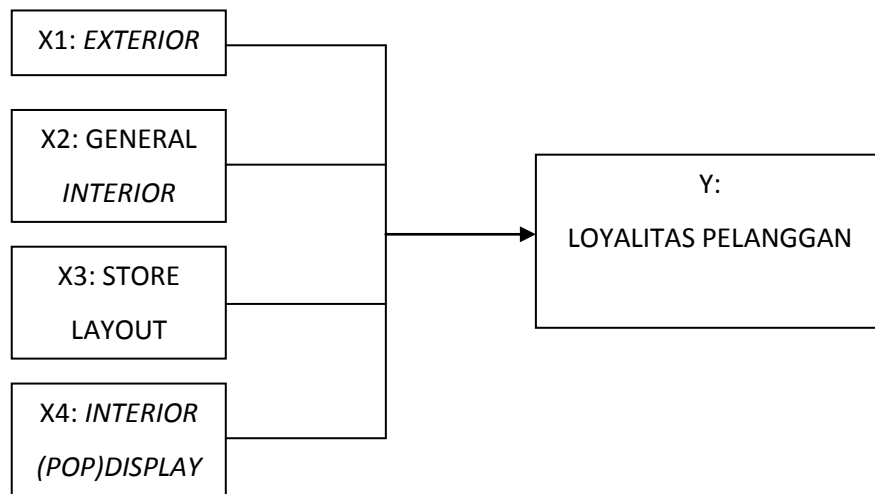 X1: EXTERIOR
X2: GENERAL
INTERIOR
X3: STORE
LAYOUT
X4: INTERIOR
(POP)DISPLAY
Y:
LOYALITAS PELANGGAN